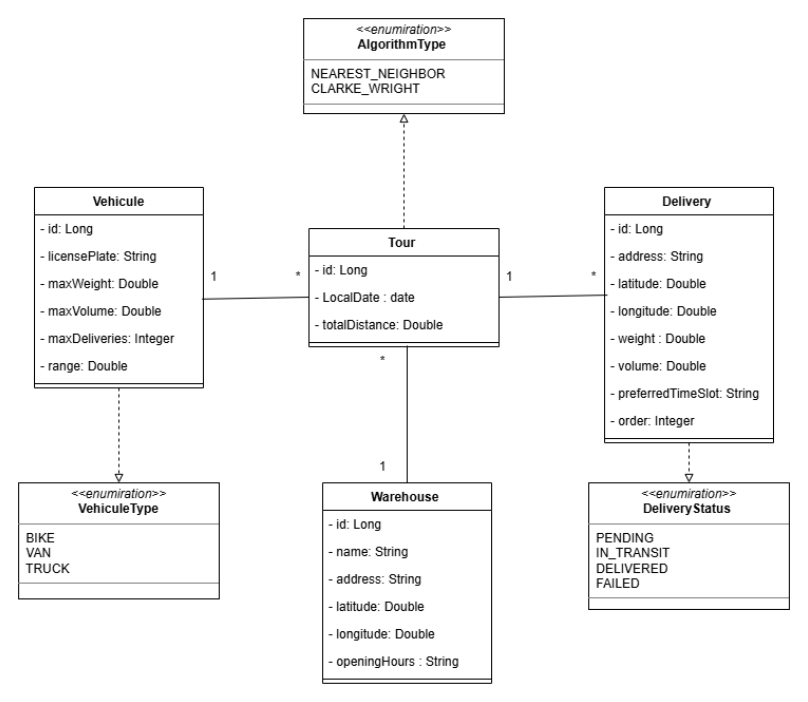 <<enumiration>>
AlgorithmType
NEAREST_NEIGHBOR
CLARKE_WRIGHT
Vehicule
- id: Long
- licensePlate: String
- maxWeight: Double
- maxVolume: Double
- maxDeliveries: Integer
- range: Double
1
*
Tour
- id: Long
- LocalDate : date
- totalDistance: Double
1
*
Delivery
- id: Long
- address: String
- latitude: Double
- longitude: Double
- weight : Double
- volume: Double
- preferredTimeSlot: String
- order: Integer
*
1
<<enumiration>>
VehiculeType
BIKE
VAN
TRUCK
Warehouse
- id: Long
- name: String
- address: String
- latitude: Double
- longitude: Double
- openingHours : String
<<enumiration>>
DeliveryStatus
PENDING
IN_TRANSIT
DELIVERED
FAILED